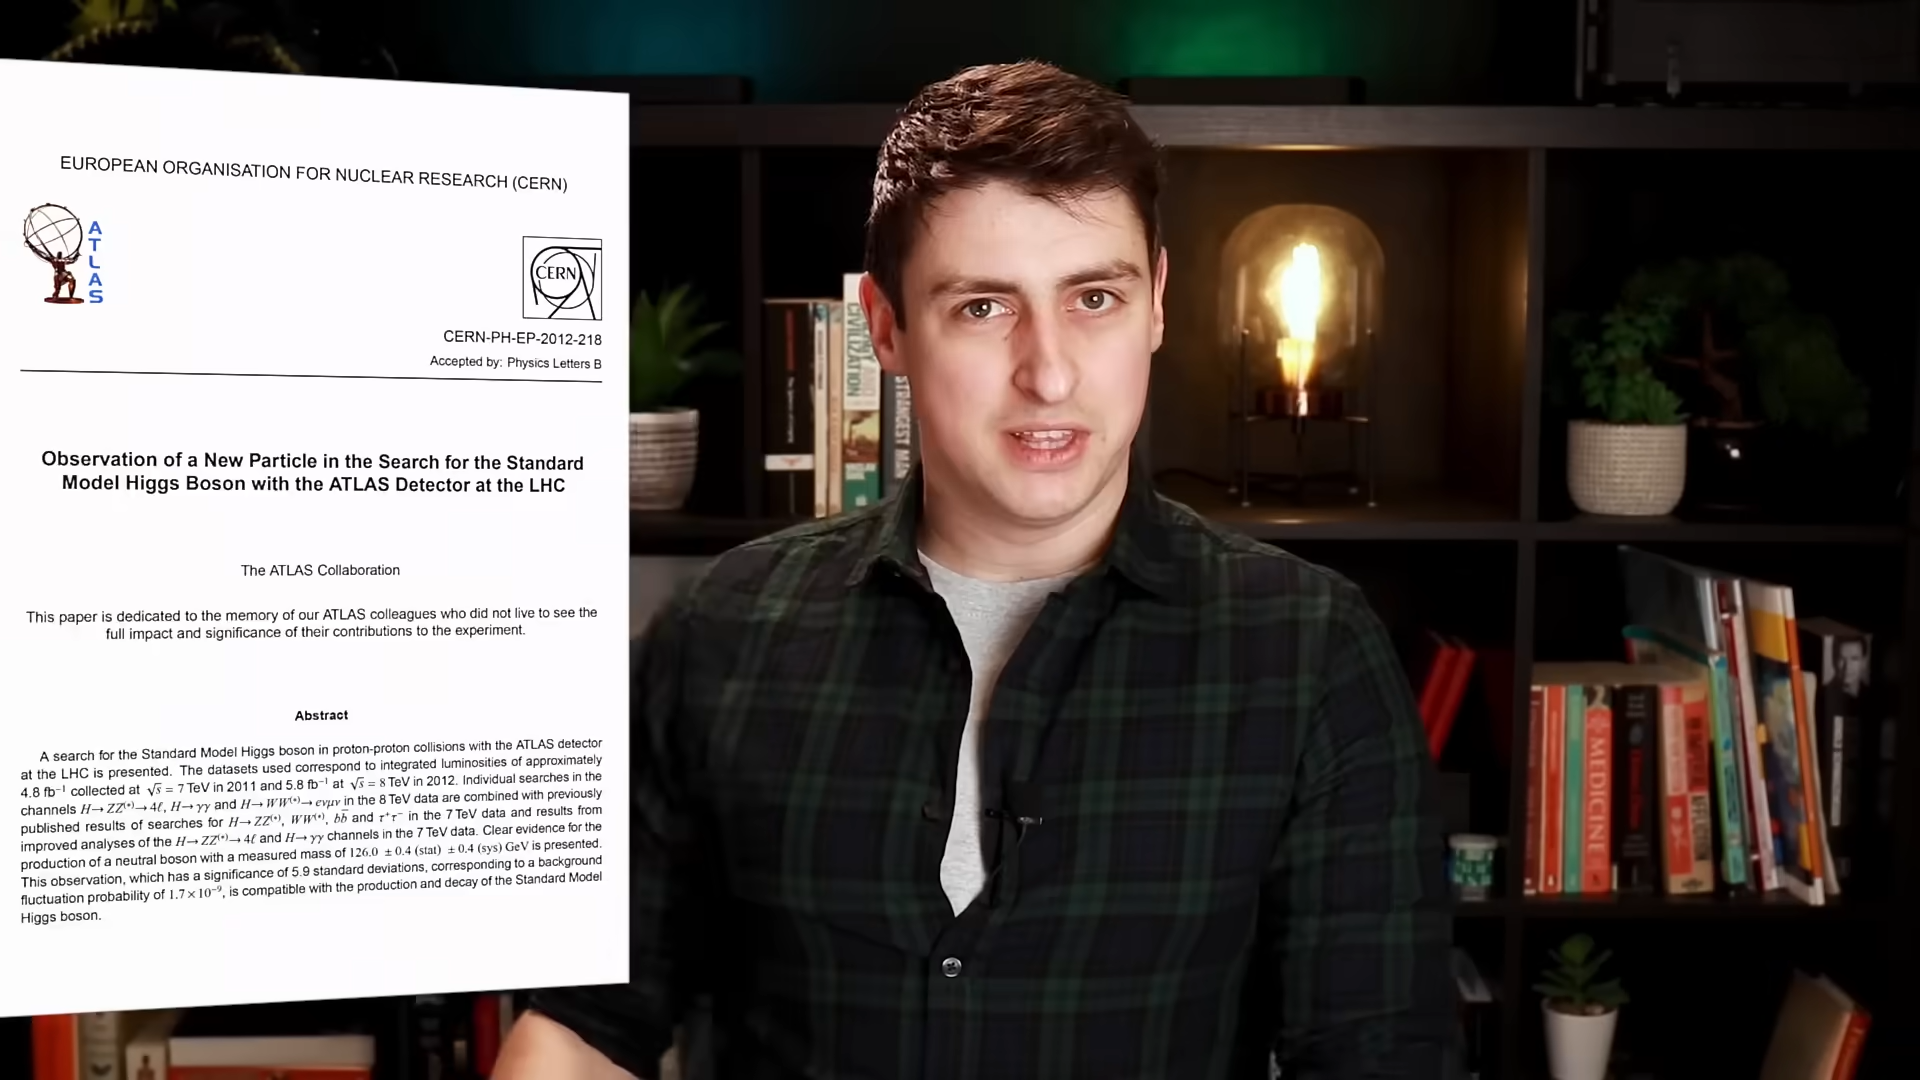 EUROPEAN ORGANISATION FOR NUCLEAR RESEARCH (CERN)
ATLAS
CERN
CERN-PH-EP-2012-218
Accepted by: Physics Letters B
Observation of a New Particle in the Search for the Standard
Model Higgs Boson with the ATLAS Detector at the LHC
The ATLAS Collaboration
This paper is dedicated to the memory of our ATLAS colleagues who did not live to see the
full impact and significance of their contributions to the experiment.
Abstract
A search for the Standard Model Higgs boson in proton-proton collisions with the ATLAS detector
at the LHC is presented. The datasets used correspond to integrated luminosities of approximately
4.8 fb⁻¹ collected at √s = 7 TeV in 2011 and 5.8 fb⁻¹ at √s = 8 TeV in 2012. Individual searches in the
channels H→ZZ⁽*⁾→4ℓ, H→γγ and H→WW⁽*⁾→eνμν in the 8 TeV data are combined with previously
published results of searches for H→ZZ⁽*⁾, WW⁽*⁾, bb̄ and τ⁺τ⁻ in the 7 TeV data and results from
improved analyses of the H→ZZ⁽*⁾→4ℓ and H→γγ channels in the 7 TeV data. Clear evidence for the
production of a neutral boson with a measured mass of 126.0 ± 0.4 (stat) ± 0.4 (sys) GeV is presented.
This observation, which has a significance of 5.9 standard deviations, corresponding to a background
fluctuation probability of 1.7×10⁻⁹, is compatible with the production and decay of the Standard Model
Higgs boson.
CIVILIZATION
STRANGEST MAN
MEDICINE